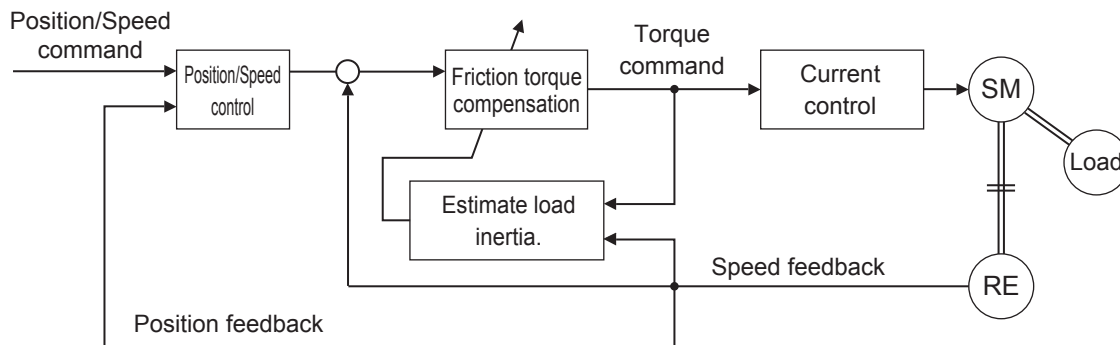 Position/Speed
command
Position/Speed
control
Friction torque
compensation
Torque
command
Current
control
SM
Load
Estimate load
inertia.
Speed feedback
RE
Position feedback